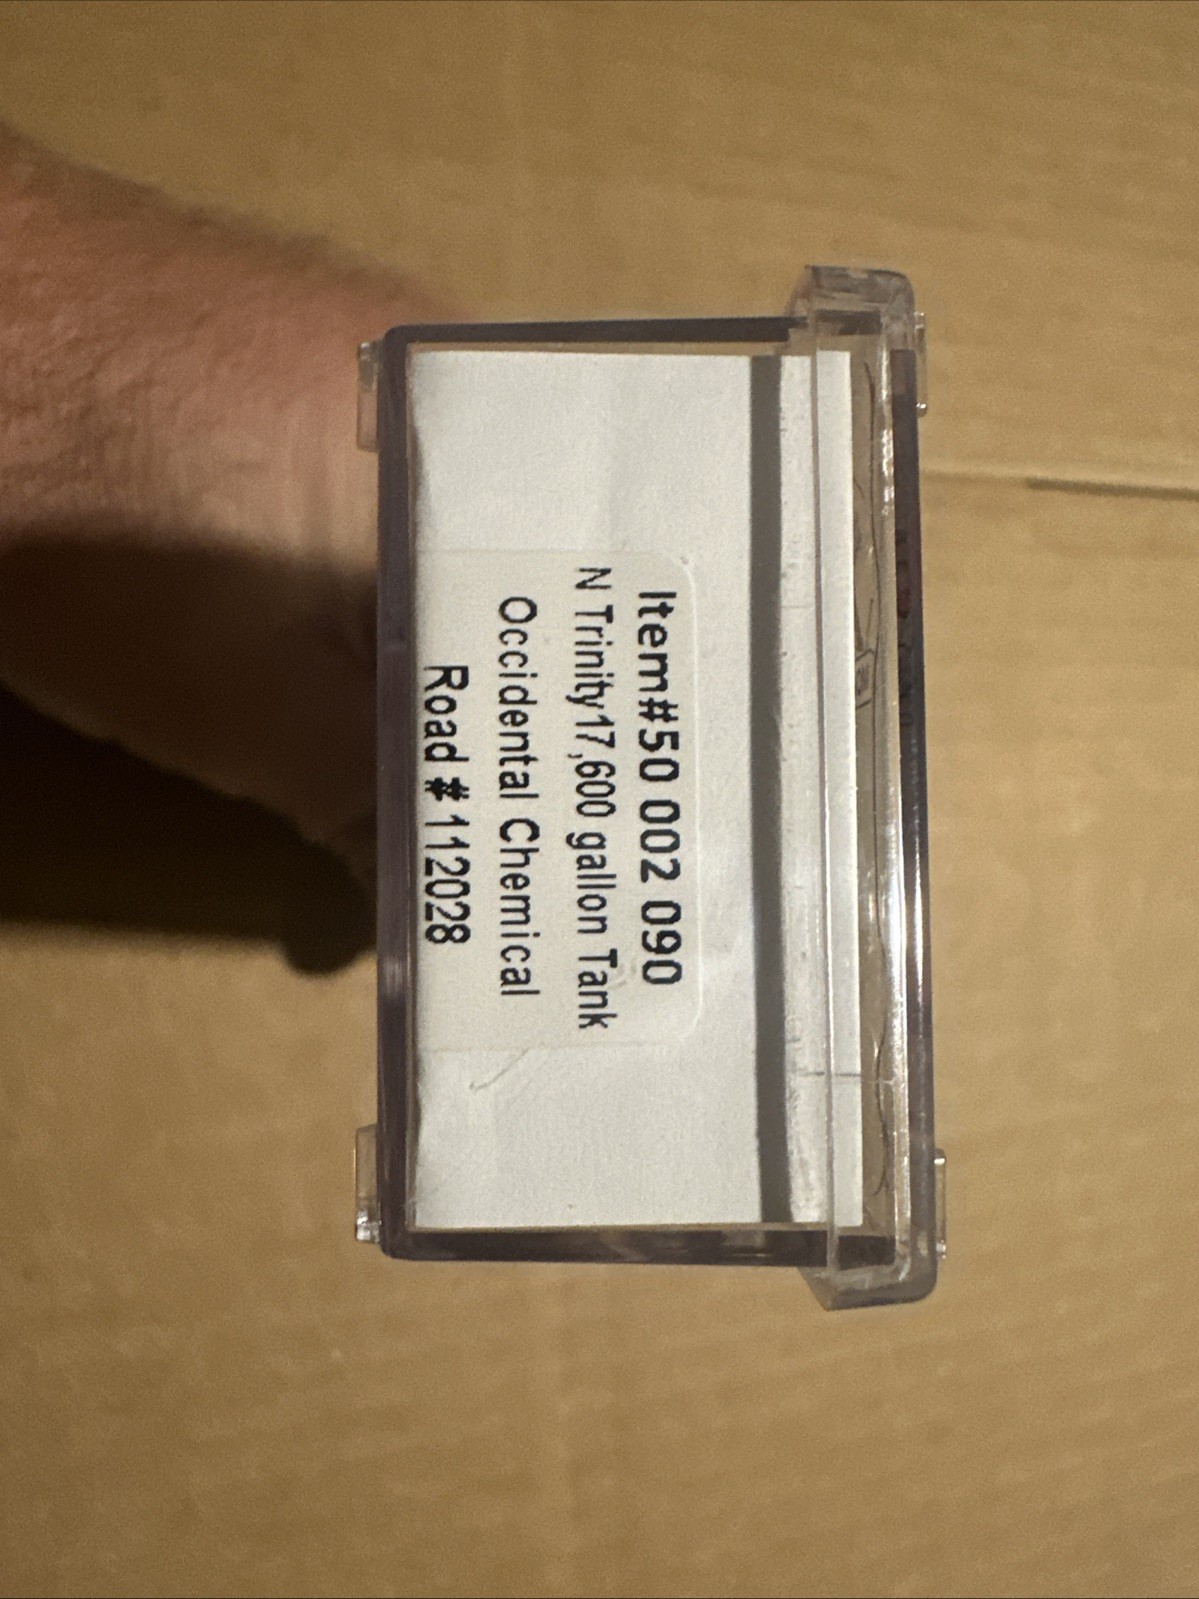 Item#50 002 090
N Trinity17,600 gallon Tank
Occidental Chemical
Road # 112028